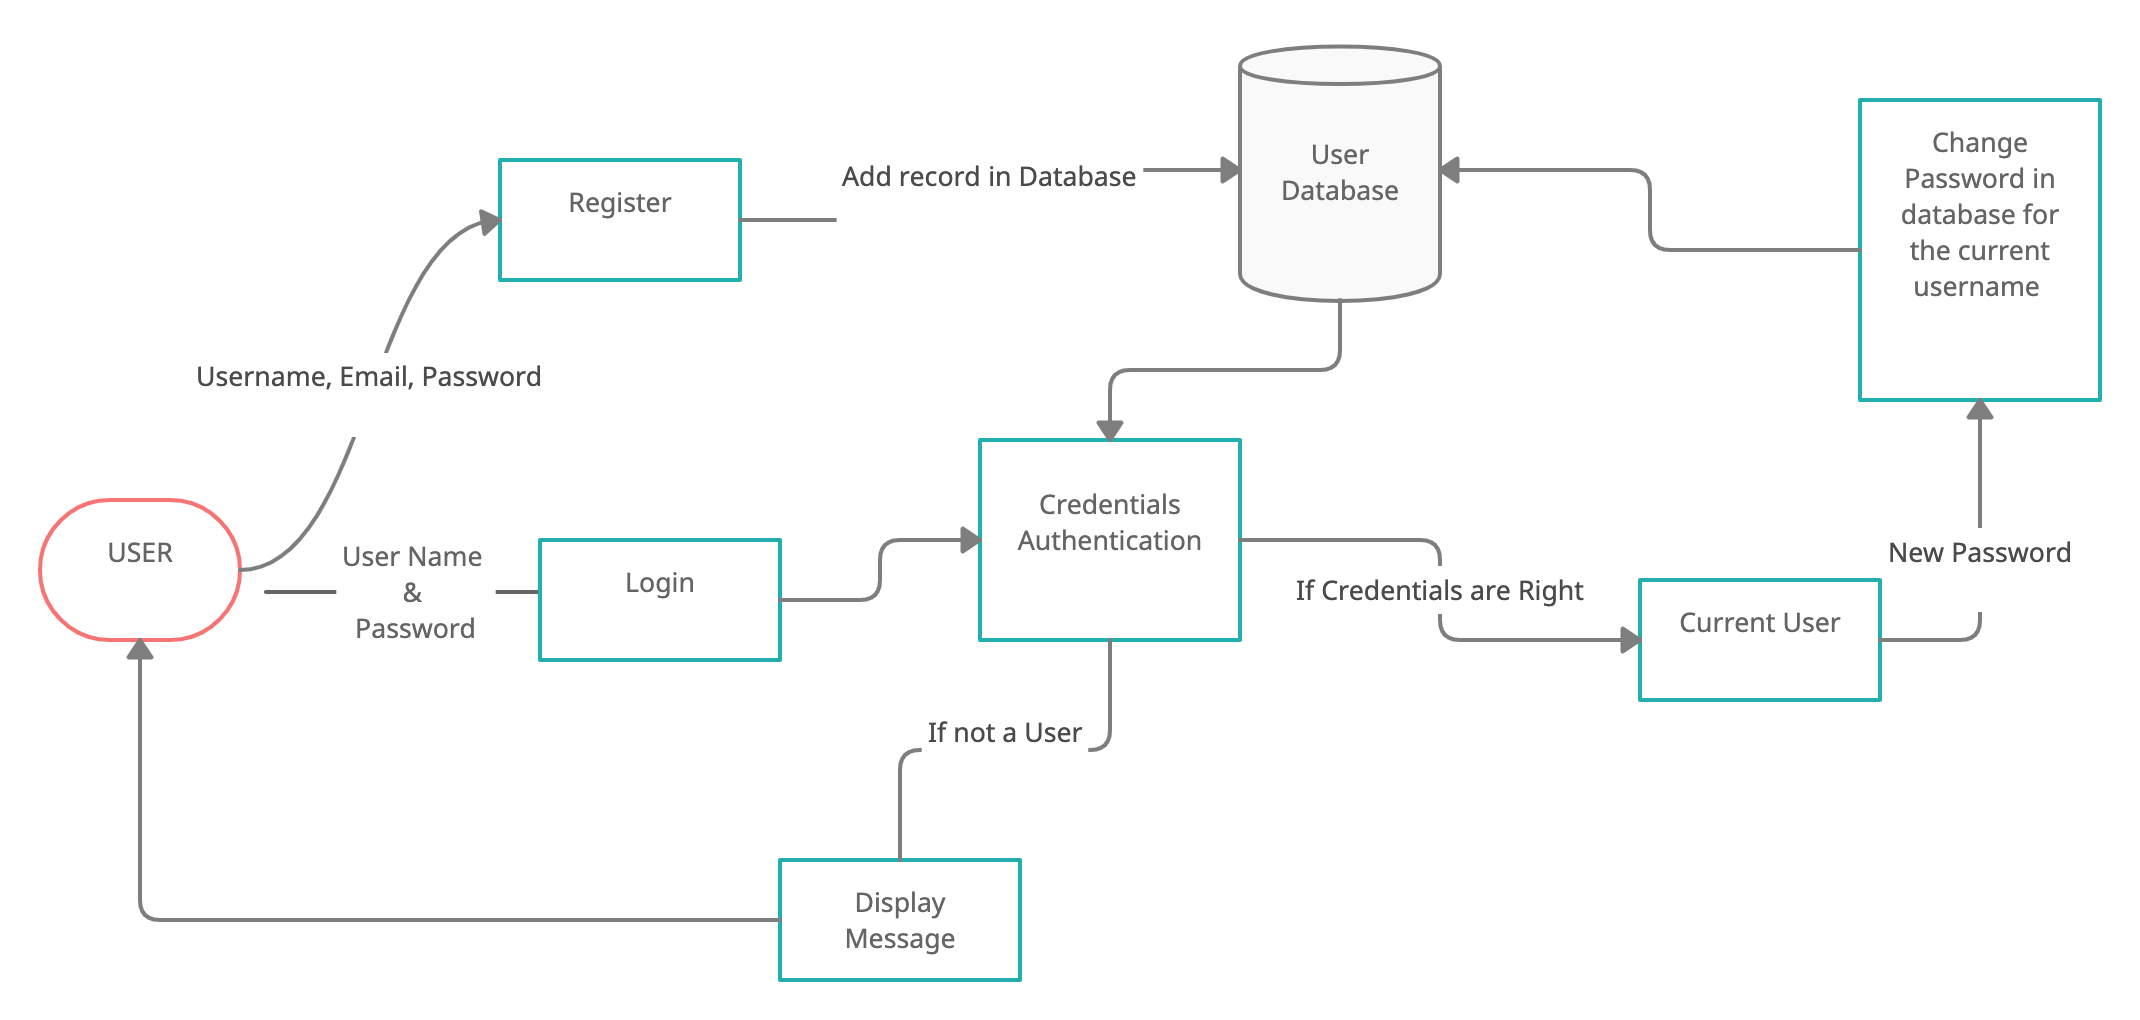 Register
Add record in Database
User
Database
Change
Password in
database for
the current
username
Username, Email, Password
USER
User Name
&
Password
Login
Credentials
Authentication
If Credentials are Right
New Password
Current User
If not a User
Display
Message